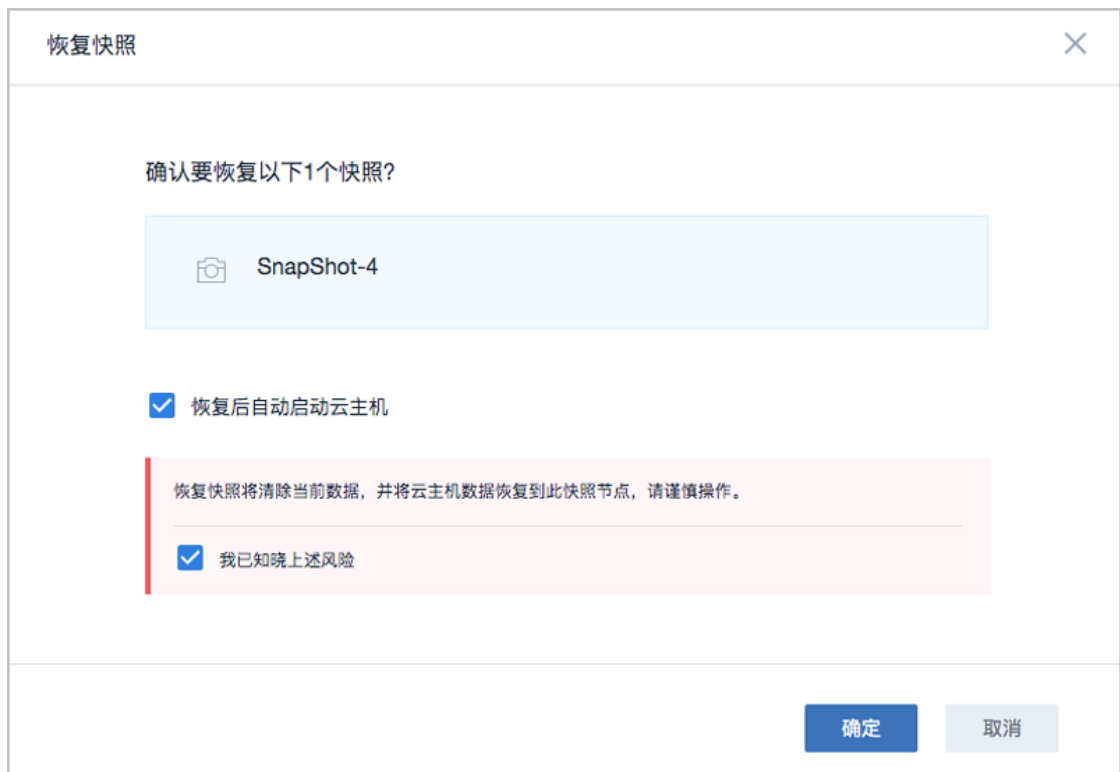 恢复快照
确认要恢复以下1个快照?
SnapShot-4
恢复后自动启动云主机
恢复快照将清除当前数据，并将云主机数据恢复到此快照节点，请谨慎操作。
我已知晓上述风险
确定
取消